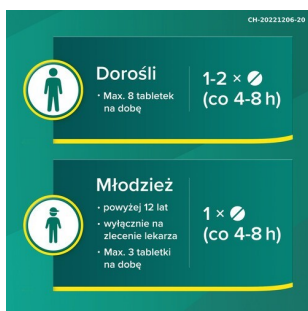 CH-20221206-20
Dorośli
· Max. 8 tabletek
na dobę
1-2 ×
(co 4-8 h)
Młodzież
· powyżej 12 lat
· wyłącznie na
zlecenie lekarza
· Max. 3 tabletki
na dobę
1 ×
(co 4-8 h)